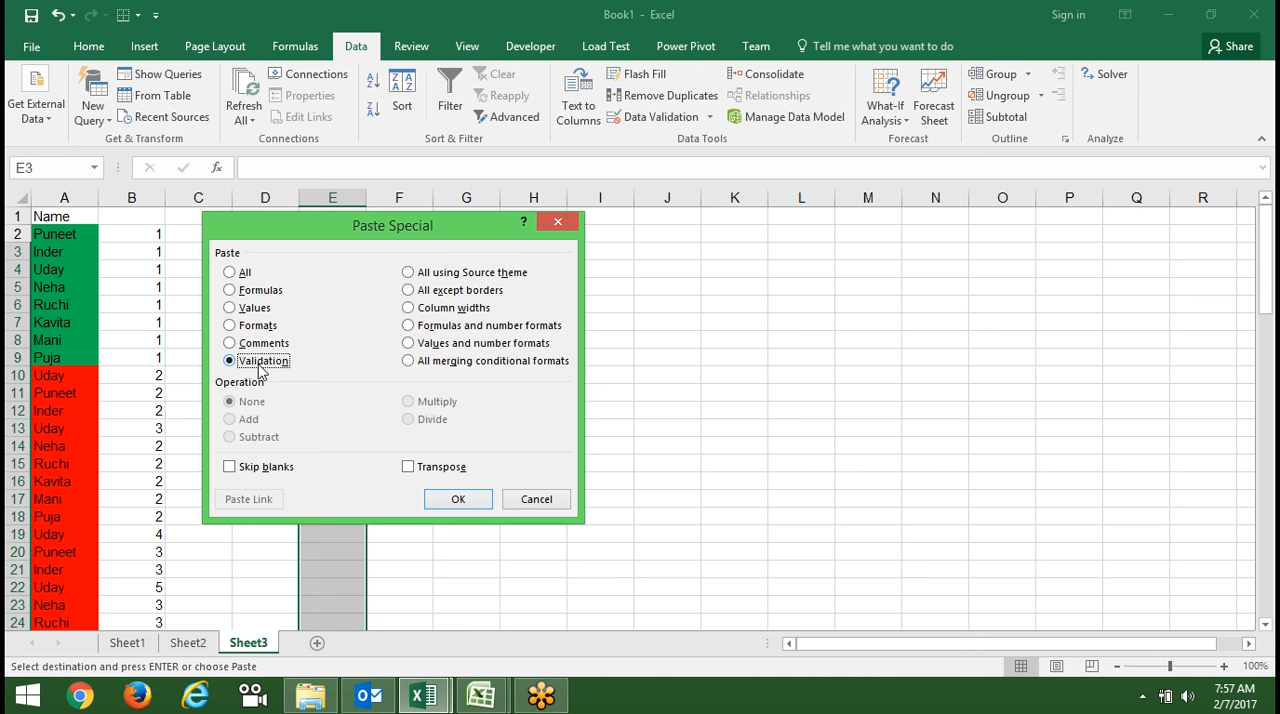 Book1 - Excel
Sign in
File Home Insert Page Layout Formulas Data Review View Developer Load Test Power Pivot Team Tell me what you want to do Share
Get External Data
New Query
Show Queries
From Table
Recent Sources
Get & Transform
Refresh All
Connections
Properties
Edit Links
Connections
Sort
Filter
Clear
Reapply
Advanced
Sort & Filter
Text to Columns
Flash Fill
Remove Duplicates
Data Validation
Consolidate
Relationships
Manage Data Model
Data Tools
What-If Analysis
Forecast Sheet
Forecast
Group
Ungroup
Subtotal
Outline
Solver
Analyze
E3 fx
A B C D E F G H I J K L M N O P Q R
1 Name
2 Puneet 1
3 Inder 1
4 Uday 1
5 Neha 1
6 Ruchi 1
7 Kavita 1
8 Mani 1
9 Puja 1
10 Uday 2
11 Puneet 2
12 Inder 2
13 Uday 3
14 Neha 2
15 Ruchi 2
16 Kavita 2
17 Mani 2
18 Puja 2
19 Uday 4
20 Puneet 3
21 Inder 3
22 Uday 5
23 Neha 3
24 Ruchi 3
Paste Special ?
Paste
All All using Source theme
Formulas All except borders
Values Column widths
Formats Formulas and number formats
Comments Values and number formats
Validation All merging conditional formats
Operation
None Multiply
Add Divide
Subtract
Skip blanks Transpose
Paste Link OK Cancel
Sheet1 Sheet2 Sheet3
Select destination and press ENTER or choose Paste
100%
7:57 AM
2/7/2017